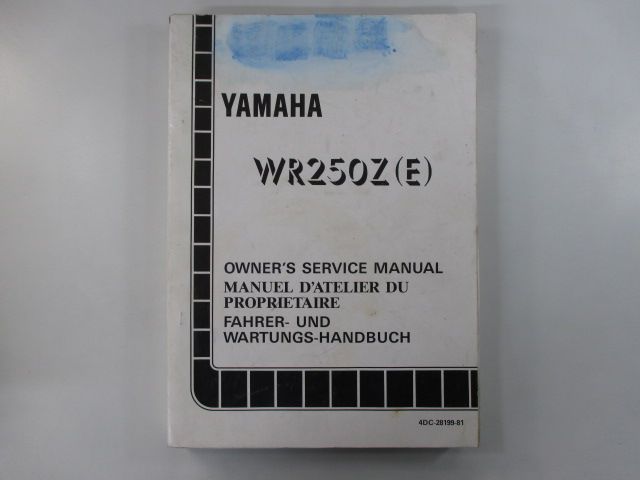 YAMAHA
WR250Z(E)
OWNER'S SERVICE MANUAL
MANUEL D'ATELIER DU
PROPRIETAIRE
FAHRER- UND
WARTUNGS-HANDBUCH
4DC-28199-81